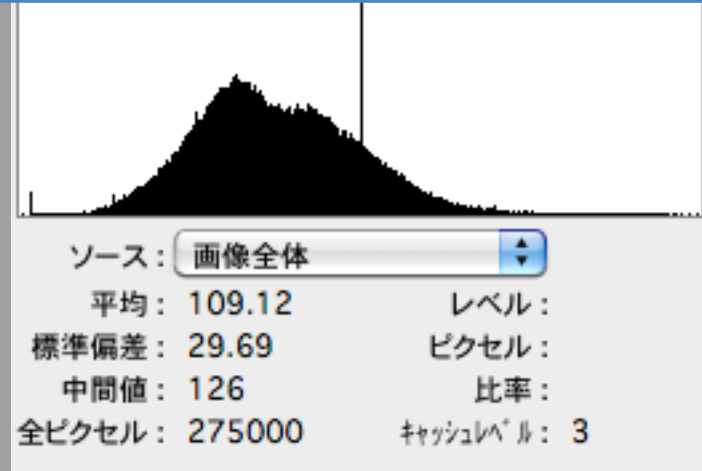 ソース： 画像全体
平均： 109.12 レベル：
標準偏差： 29.69 ピクセル：
中間値： 126 比率：
全ピクセル： 275000 ｷｬｯｼｭﾚﾍﾞﾙ： 3